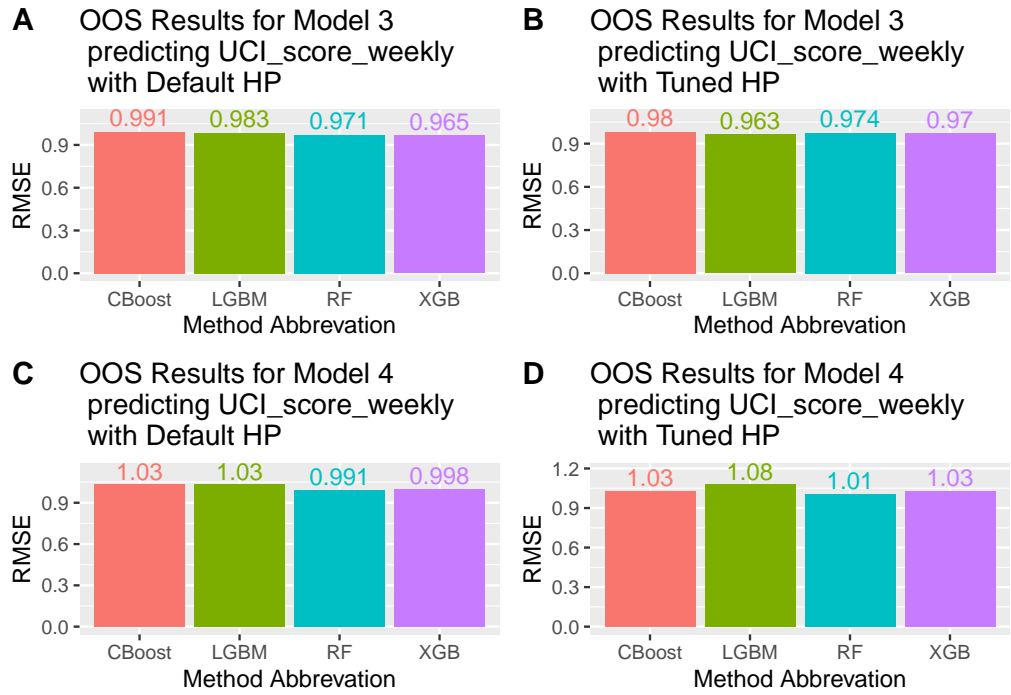 A OOS Results for Model 3
predicting UCI_score_weekly
with Default HP
0.991 0.983 0.971 0.965
0.9
0.6
0.3
0.0
RMSE
CBoost LGBM RF XGB
Method Abbrevation
B OOS Results for Model 3
predicting UCI_score_weekly
with Tuned HP
0.98 0.963 0.974 0.97
0.9
0.6
0.3
0.0
RMSE
CBoost LGBM RF XGB
Method Abbrevation
C OOS Results for Model 4
predicting UCI_score_weekly
with Default HP
1.03 1.03 0.991 0.998
0.9
0.6
0.3
0.0
RMSE
CBoost LGBM RF XGB
Method Abbrevation
D OOS Results for Model 4
predicting UCI_score_weekly
with Tuned HP
1.03 1.08 1.01 1.03
1.2
0.9
0.6
0.3
0.0
RMSE
CBoost LGBM RF XGB
Method Abbrevation